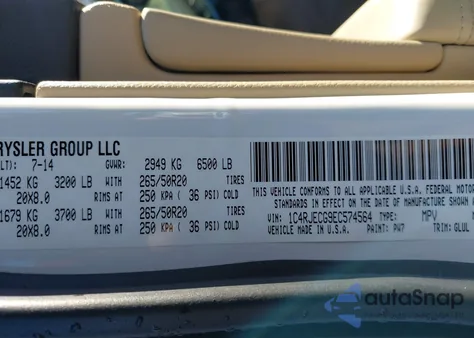 RYSLER GROUP LLC
LT): 7-14 GVWR: 2949 KG 6500 LB
1452 KG 3200 LB WITH 265/50R20 TIRES
20X8.0 RIMS AT 250 KPA ( 36 PSI) COLD
1679 KG 3700 LB WITH 265/50R20 TIRES
20X8.0 RIMS AT 250 KPA ( 36 PSI) COLD
THIS VEHICLE CONFORMS TO ALL APPLICABLE U.S.A. FEDERAL MOTOR
STANDARDS IN EFFECT ON THE DATE OF MANUFACTURE SHOWN A
VIN: 1C4RJECG9EC574564 TYPE: MPV
VEHICLE MADE IN U.S.A. PAINT: PW7 TRIM: GLUL
autoSnap